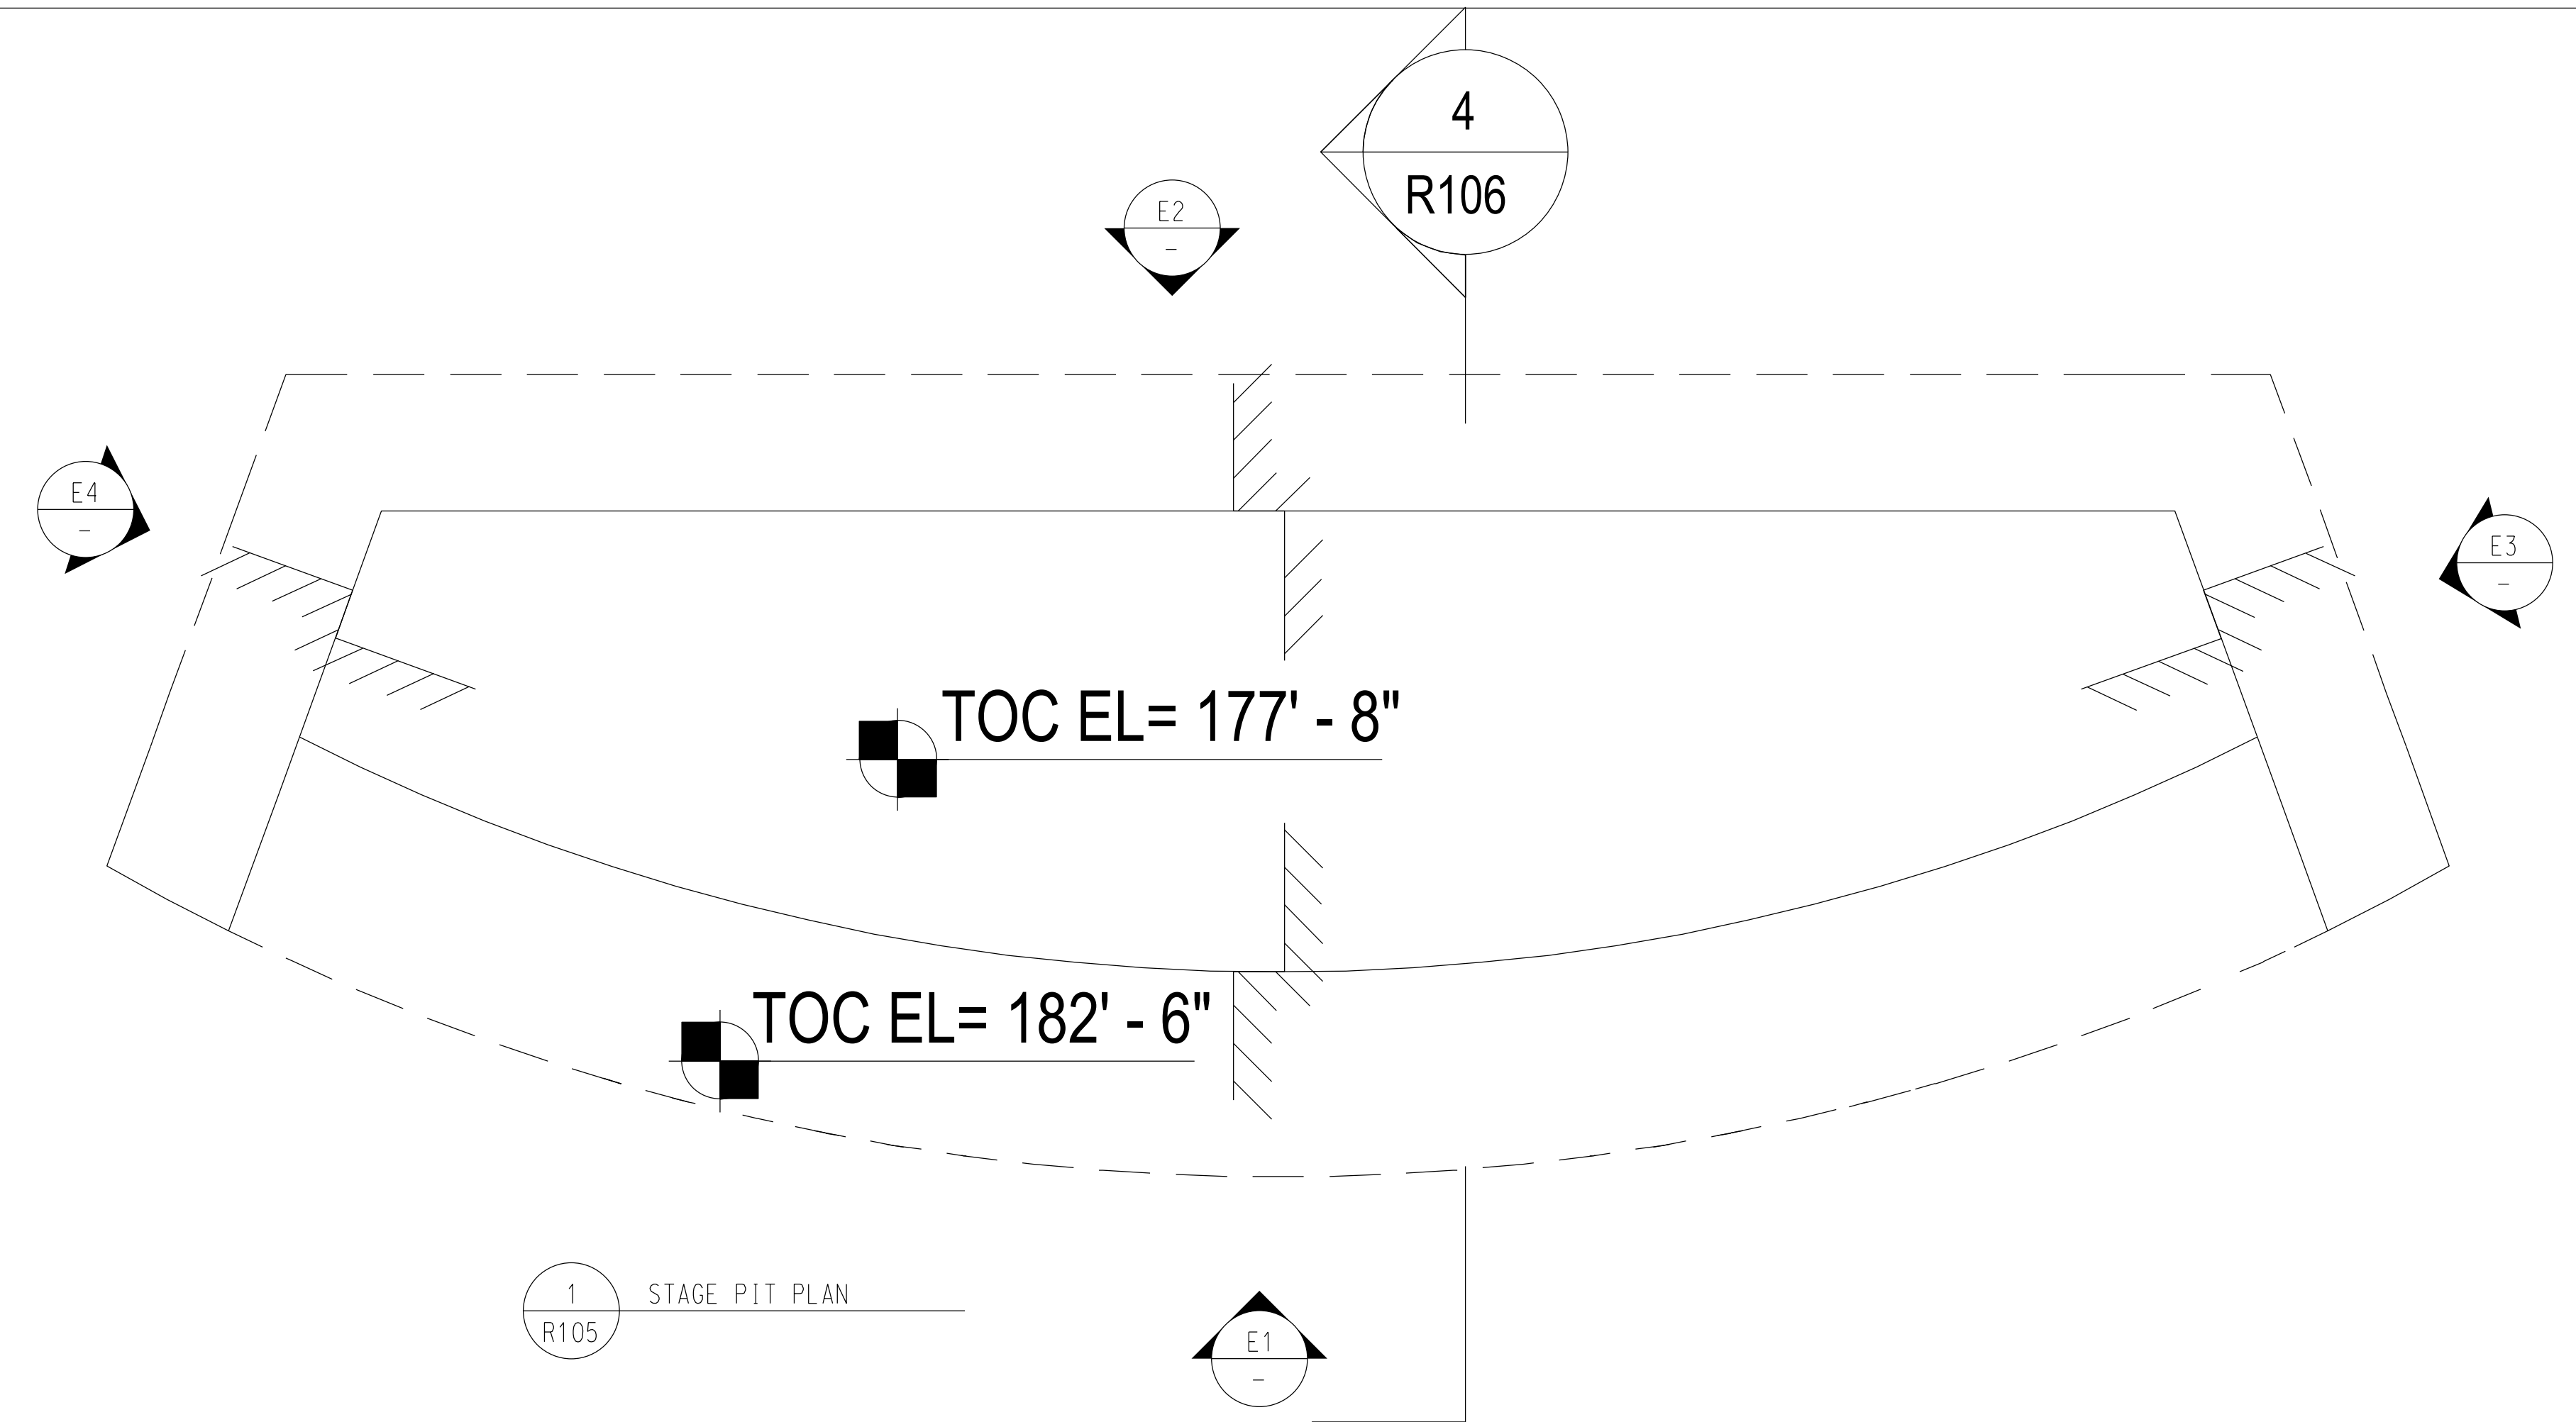 4
R106
E2
-
E4
-
E3
-
TOC EL= 177' - 8"
TOC EL= 182' - 6"
1
R105
STAGE PIT PLAN
E1
-